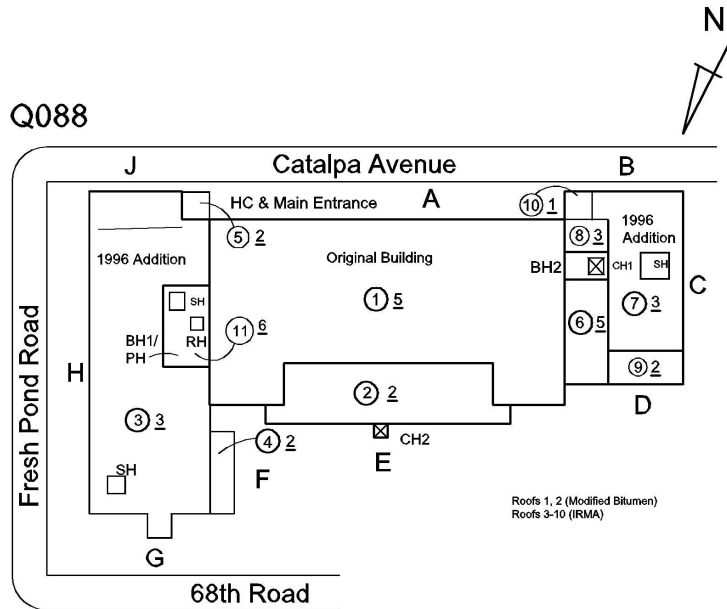 N
Q088
J
Catalpa Avenue
B
HC & Main Entrance
A
10 1
5 2
8 3
1996
Addition
1996 Addition
Original Building
BH2
CH1
SH
C
SH
1 5
7 3
6 5
BH1/
PH
RH
11 6
H
9 2
2 2
D
3 3
4 2
CH2
E
F
SH
G
Fresh Pond Road
Roofs 1, 2 (Modified Bitumen)
Roofs 3-10 (IRMA)
68th Road